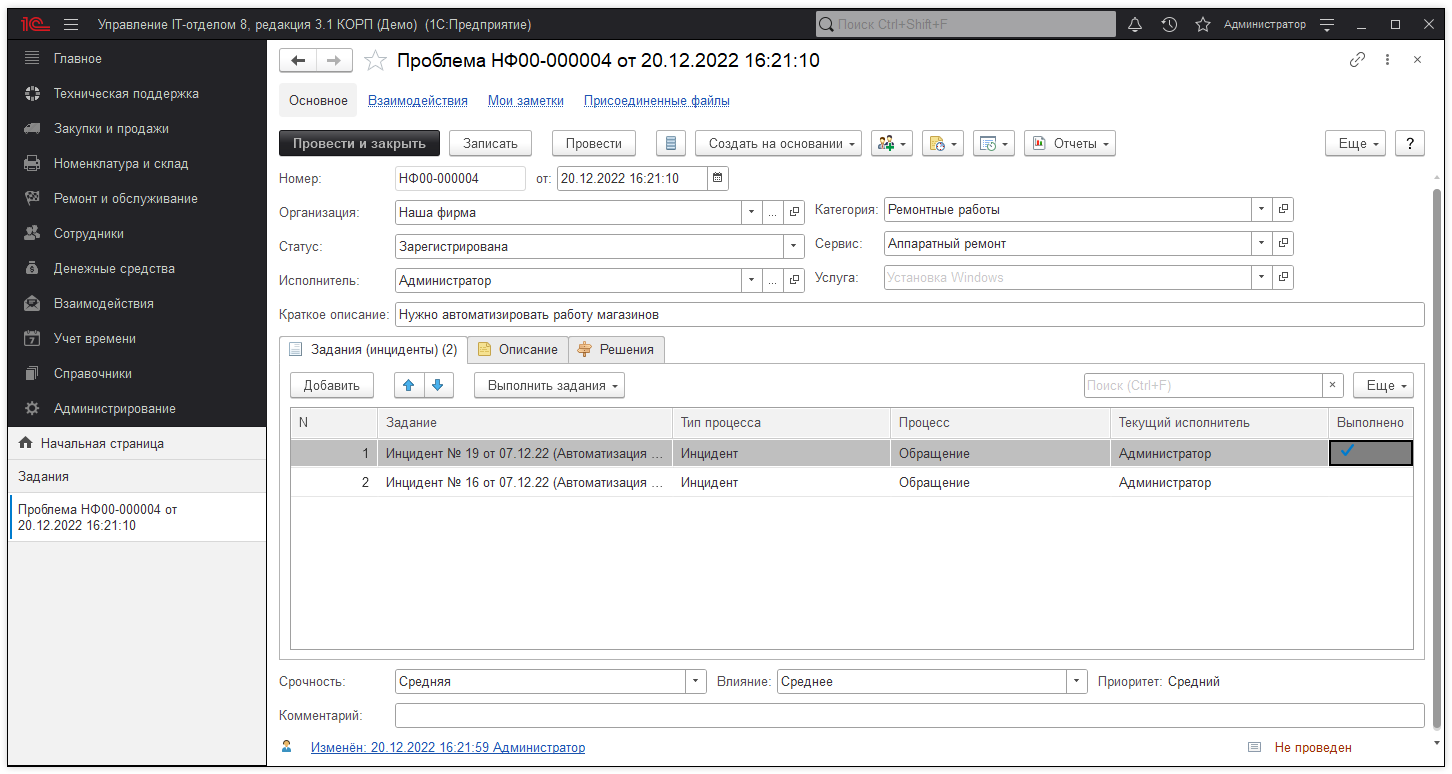 1С Управление IT-отделом 8, редакция 3.1 КОРП (Демо) (1С:Предприятие) Поиск Ctrl+Shift+F Администратор
Главное
Техническая поддержка
Закупки и продажи
Номенклатура и склад
Ремонт и обслуживание
Сотрудники
Денежные средства
Взаимодействия
Учет времени
Справочники
Администрирование
Начальная страница
Задания
Проблема НФ00-000004 от
20.12.2022 16:21:10
Проблема НФ00-000004 от 20.12.2022 16:21:10
Основное Взаимодействия Мои заметки Присоединенные файлы
Провести и закрыть Записать Провести Создать на основании Отчеты Еще ?
Номер: НФ00-000004 от: 20.12.2022 16:21:10
Организация: Наша фирма Категория: Ремонтные работы
Статус: Зарегистрирована Сервис: Аппаратный ремонт
Исполнитель: Администратор Услуга: Установка Windows
Краткое описание: Нужно автоматизировать работу магазинов
Задания (инциденты) (2) Описание Решения
Добавить Выполнить задания Поиск (Ctrl+F) × Еще
N Задание Тип процесса Процесс Текущий исполнитель Выполнено
1 Инцидент № 19 от 07.12.22 (Автоматизация ... Инцидент Обращение Администратор
2 Инцидент № 16 от 07.12.22 (Автоматизация ... Инцидент Обращение Администратор
Срочность: Средняя Влияние: Среднее Приоритет: Средний
Комментарий:
Изменён: 20.12.2022 16:21:59 Администратор Не проведен